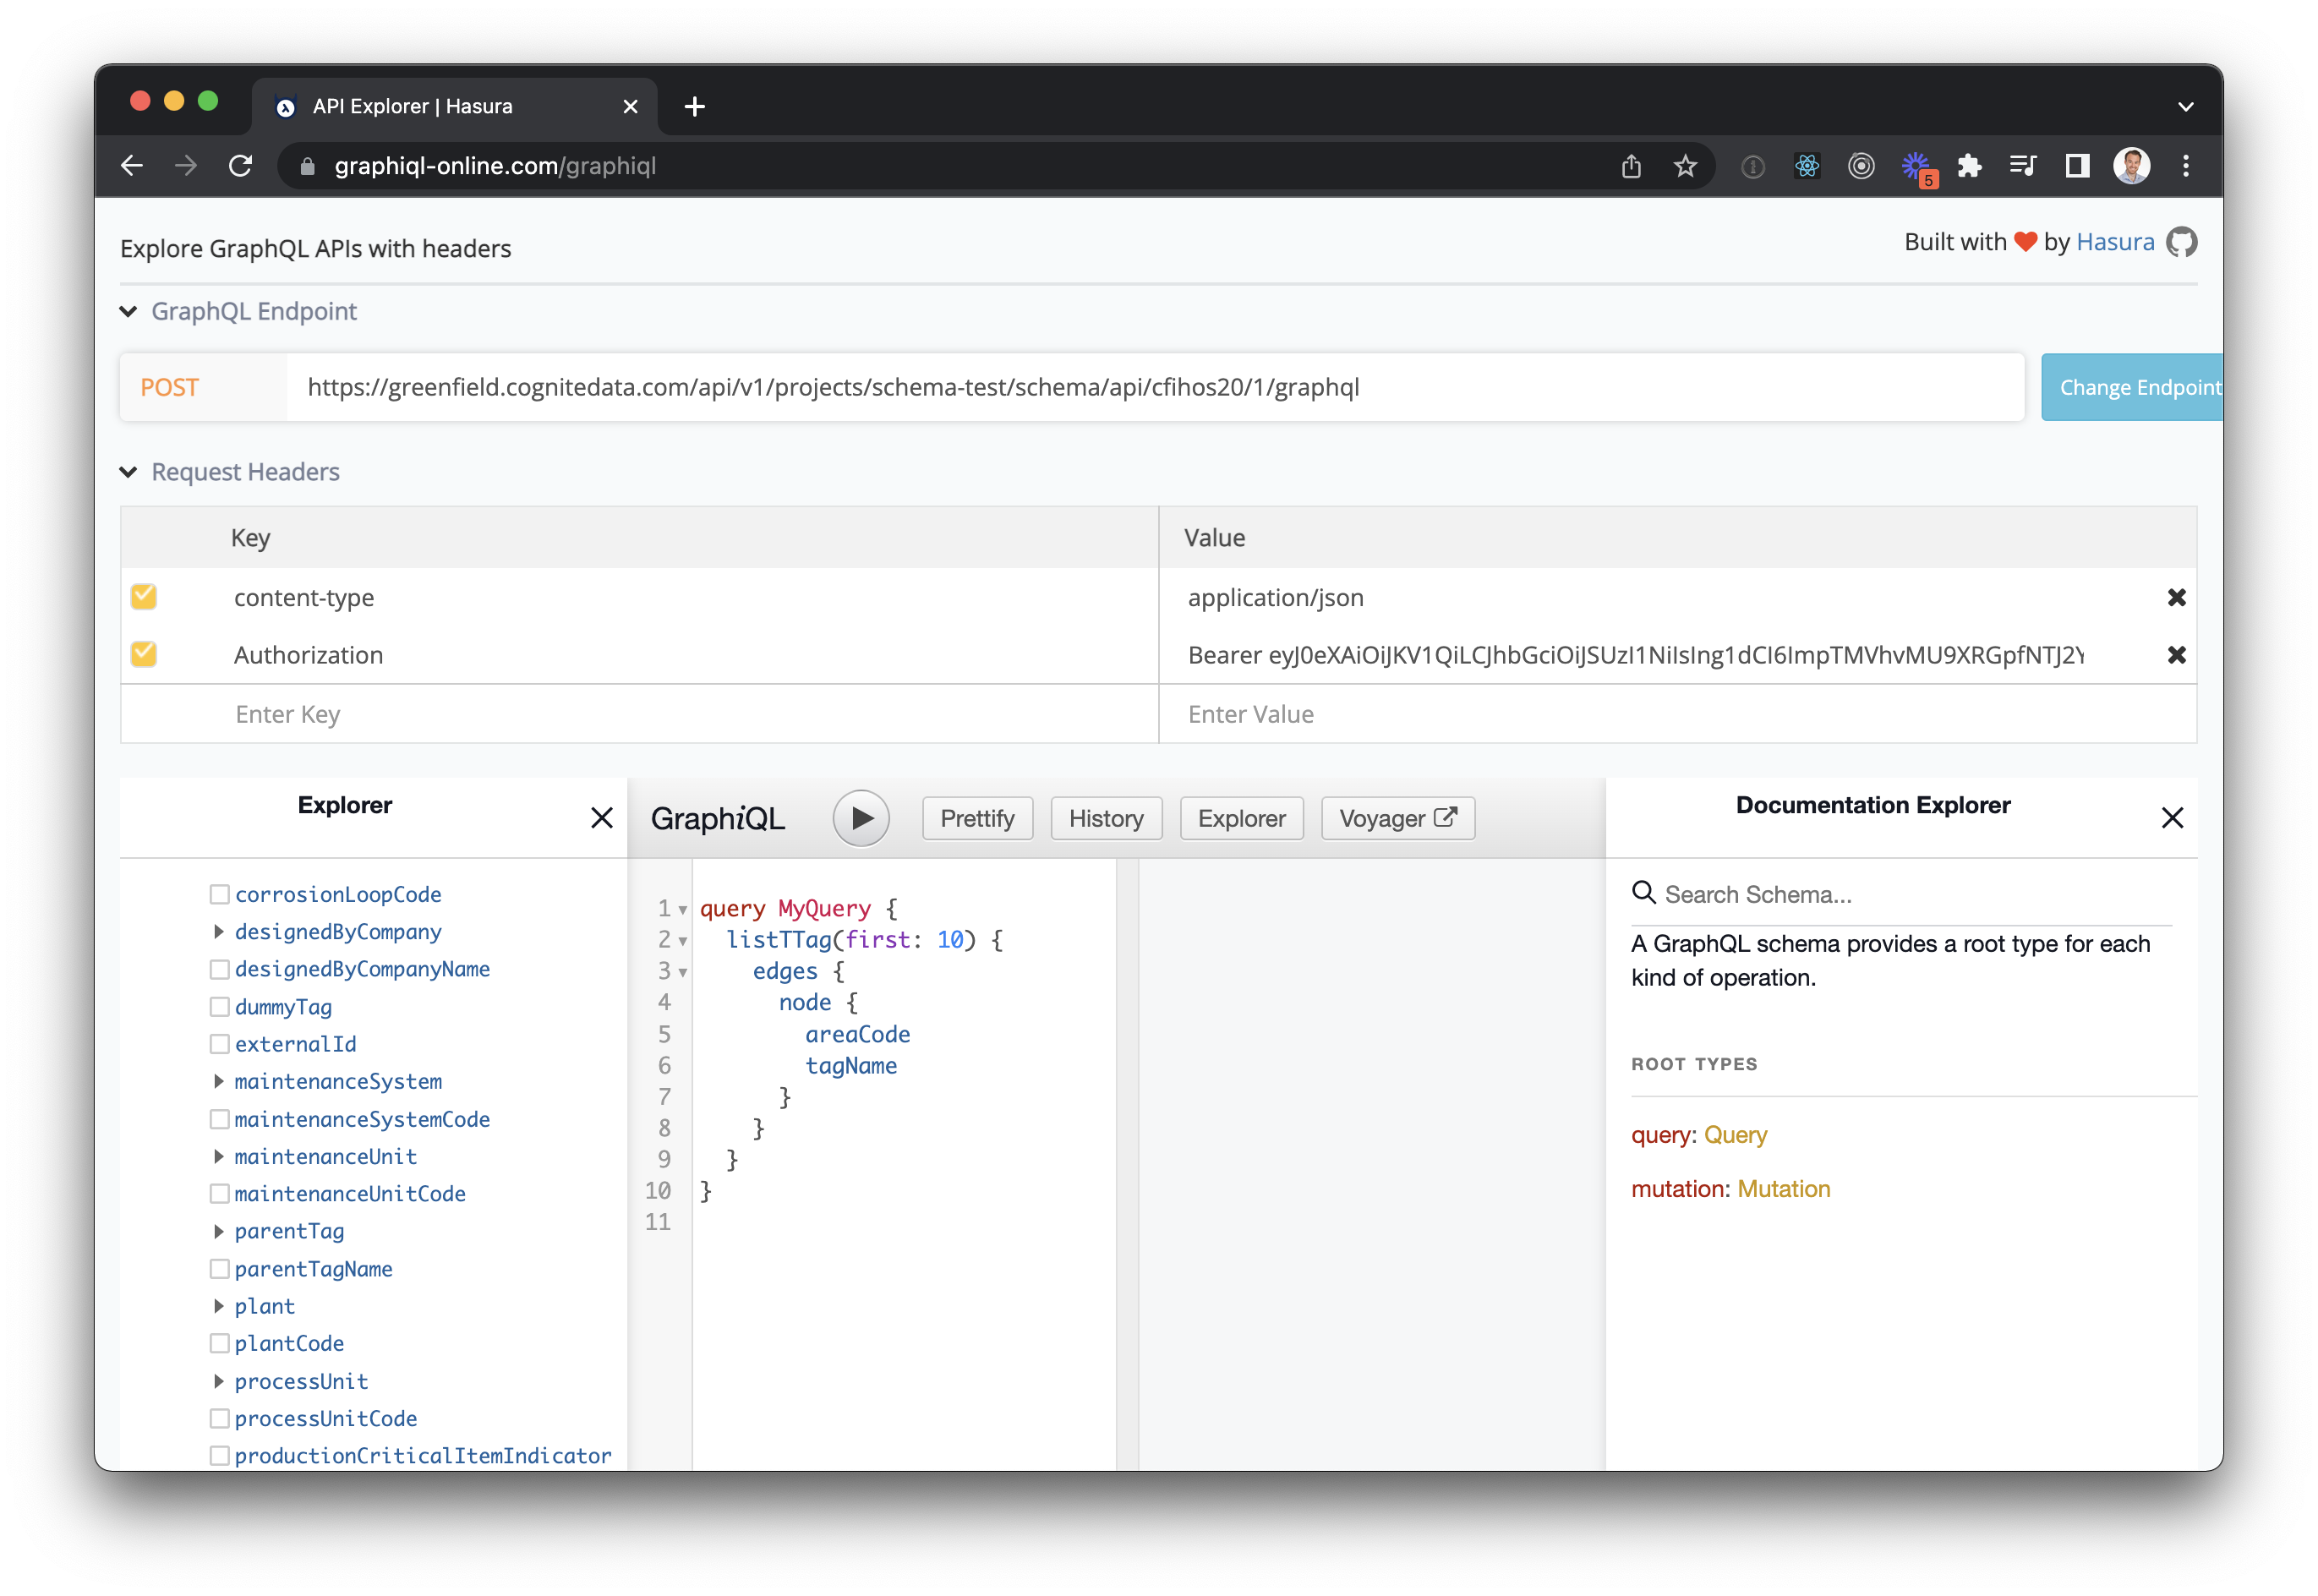 API Explorer | Hasura
graphiql-online.com/graphiql
5
Explore GraphQL APIs with headers
Built with by Hasura
GraphQL Endpoint
POST
https://greenfield.cognitedata.com/api/v1/projects/schema-test/schema/api/cfihos20/1/graphql
Change Endpoint
Request Headers
Key Value
content-type application/json
Authorization Bearer eyJ0eXAiOiJKV1QiLCJhbGciOiJSUzI1NiIsIng1dCI6ImpTMVhvMU9XRGpfNTJ2Y
Enter Key Enter Value
Explorer
corrosionLoopCode
designedByCompany
designedByCompanyName
dummyTag
externalId
maintenanceSystem
maintenanceSystemCode
maintenanceUnit
maintenanceUnitCode
parentTag
parentTagName
plant
plantCode
processUnit
processUnitCode
productionCriticalItemIndicator
GraphiQL
Prettify
History
Explorer
Voyager
1 query MyQuery {
2 listTTag(first: 10) {
3 edges {
4 node {
5 areaCode
6 tagName
7 }
8 }
9 }
10 }
11
Documentation Explorer
Search Schema...
A GraphQL schema provides a root type for each
kind of operation.
ROOT TYPES
query: Query
mutation: Mutation